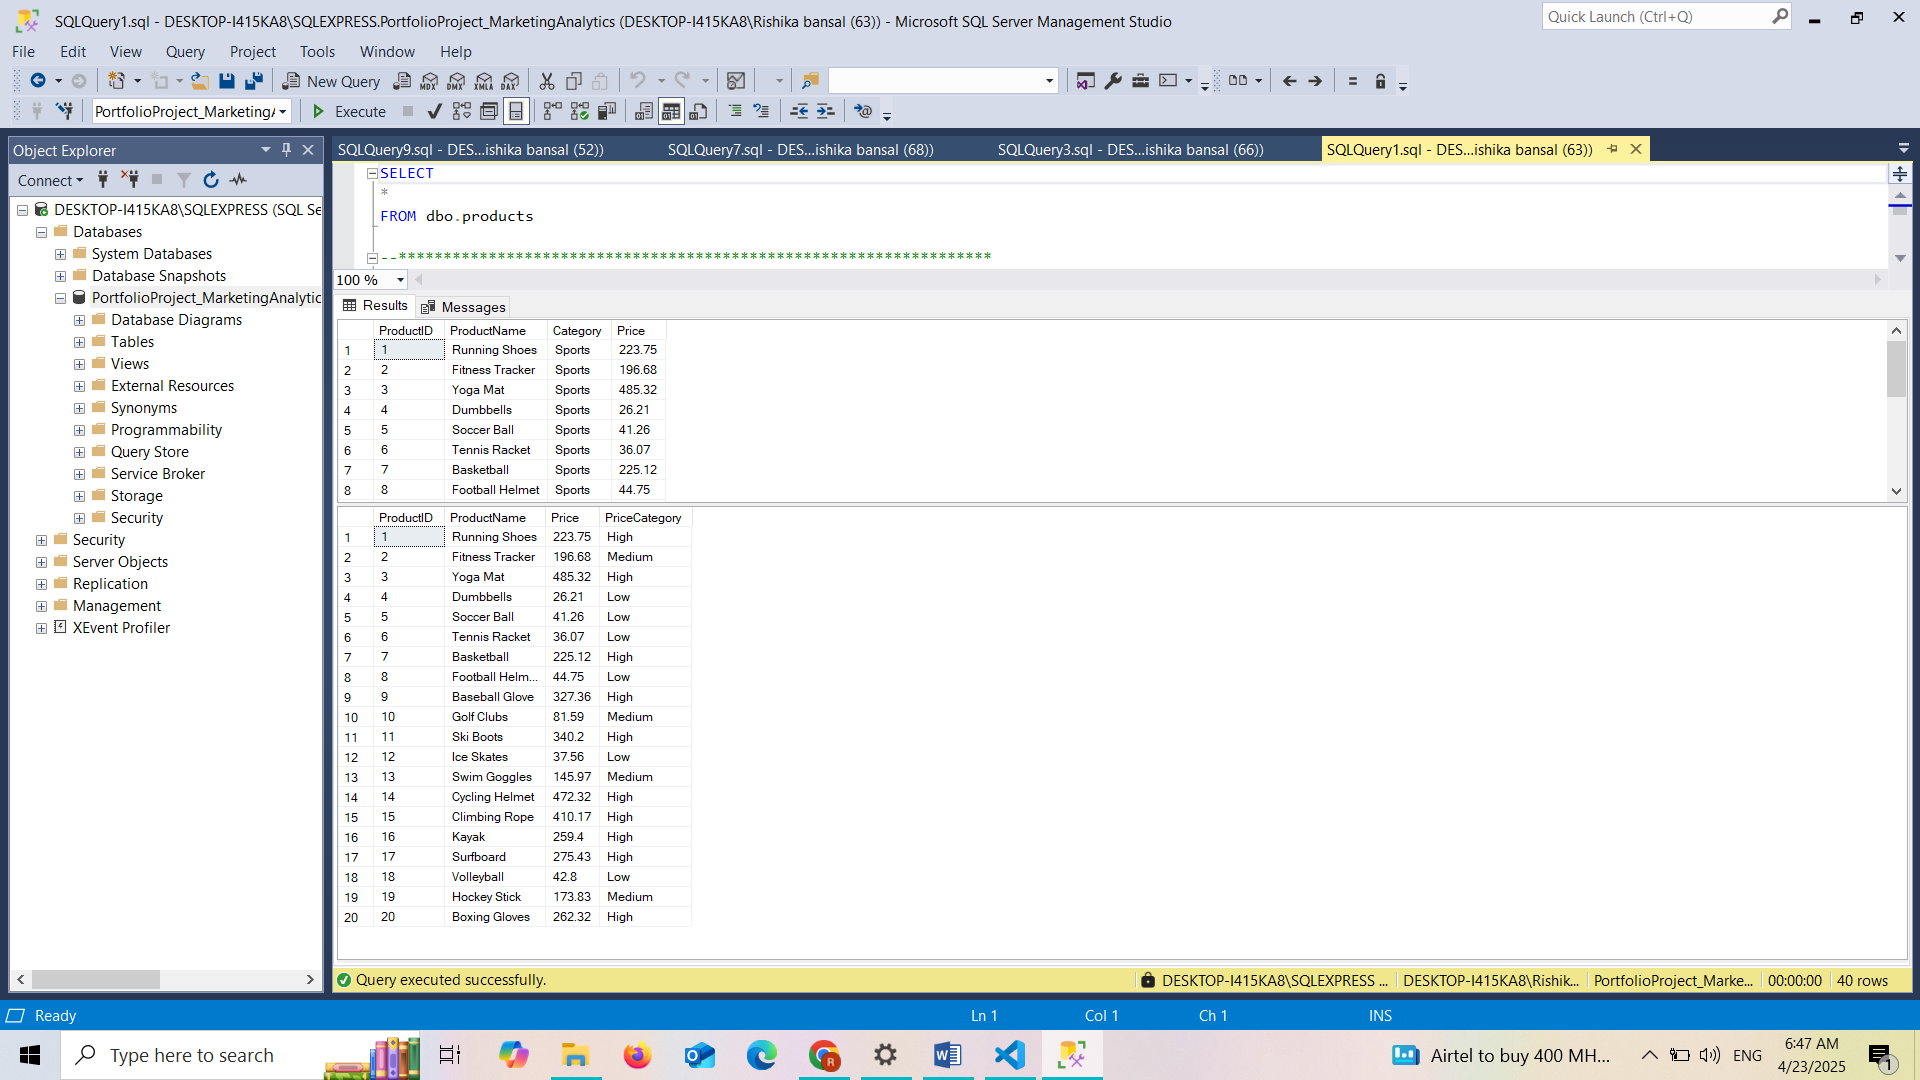 SQLQuery1.sql - DESKTOP-I415KA8\SQLEXPRESS.PortfolioProject_MarketingAnalytics (DESKTOP-I415KA8\Rishika bansal (63)) - Microsoft SQL Server Management Studio
Quick Launch (Ctrl+Q)
File Edit View Query Project Tools Window Help
New Query MDX DMX XMLA DAX
PortfolioProject_Marketing Execute
Object Explorer
SQLQuery9.sql - DES...ishika bansal (52))
SQLQuery7.sql - DES...ishika bansal (68))
SQLQuery3.sql - DES...ishika bansal (66))
SQLQuery1.sql - DES...ishika bansal (63))
Connect
DESKTOP-I415KA8\SQLEXPRESS (SQL Se
Databases
System Databases
Database Snapshots
PortfolioProject_MarketingAnalytic
Database Diagrams
Tables
Views
External Resources
Synonyms
Programmability
Query Store
Service Broker
Storage
Security
Security
Server Objects
Replication
Management
XEvent Profiler
SELECT
*
FROM dbo.products
--******************************************************************
100 %
Results Messages
ProductID ProductName Category Price
1 1 Running Shoes Sports 223.75
2 2 Fitness Tracker Sports 196.68
3 3 Yoga Mat Sports 485.32
4 4 Dumbbells Sports 26.21
5 5 Soccer Ball Sports 41.26
6 6 Tennis Racket Sports 36.07
7 7 Basketball Sports 225.12
8 8 Football Helmet Sports 44.75
ProductID ProductName Price PriceCategory
1 1 Running Shoes 223.75 High
2 2 Fitness Tracker 196.68 Medium
3 3 Yoga Mat 485.32 High
4 4 Dumbbells 26.21 Low
5 5 Soccer Ball 41.26 Low
6 6 Tennis Racket 36.07 Low
7 7 Basketball 225.12 High
8 8 Football Helm... 44.75 Low
9 9 Baseball Glove 327.36 High
10 10 Golf Clubs 81.59 Medium
11 11 Ski Boots 340.2 High
12 12 Ice Skates 37.56 Low
13 13 Swim Goggles 145.97 Medium
14 14 Cycling Helmet 472.32 High
15 15 Climbing Rope 410.17 High
16 16 Kayak 259.4 High
17 17 Surfboard 275.43 High
18 18 Volleyball 42.8 Low
19 19 Hockey Stick 173.83 Medium
20 20 Boxing Gloves 262.32 High
Query executed successfully.
DESKTOP-I415KA8\SQLEXPRESS ... DESKTOP-I415KA8\Rishik... PortfolioProject_Marke... 00:00:00 40 rows
Ready Ln 1 Col 1 Ch 1 INS
Type here to search
Airtel to buy 400 MH... ENG
6:47 AM
4/23/2025
1